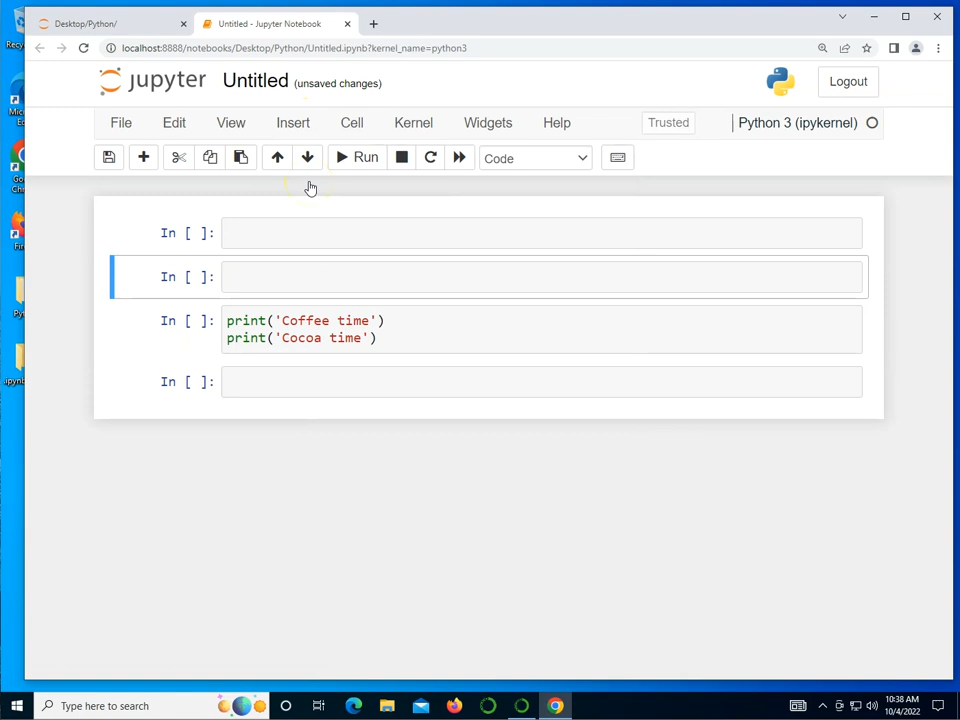 Desktop/Python/
Untitled - Jupyter Notebook
localhost:8888/notebooks/Desktop/Python/Untitled.ipynb?kernel_name=python3
jupyter Untitled (unsaved changes)
Logout
File Edit View Insert Cell Kernel Widgets Help Trusted Python 3 (ipykernel)
Run Code
In [ ]:
In [ ]:
In [ ]: print('Coffee time')
print('Cocoa time')
In [ ]:
Type here to search
10:38 AM
10/4/2022